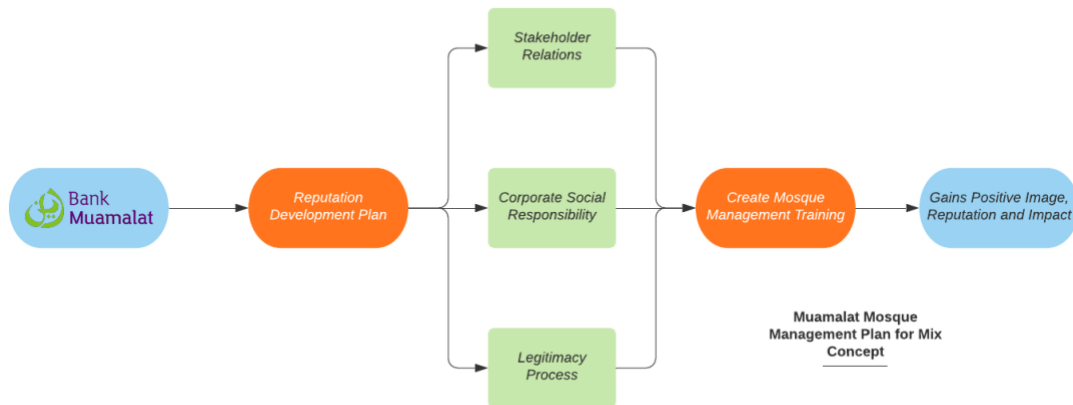 Stakeholder
Relations
Bank
Muamalat
Reputation
Development Plan
Corporate Social
Responsibility
Create Mosque
Management Training
Gains Positive Image,
Reputation and Impact
Legitimacy
Process
Muamalat Mosque
Management Plan for Mix
Concept